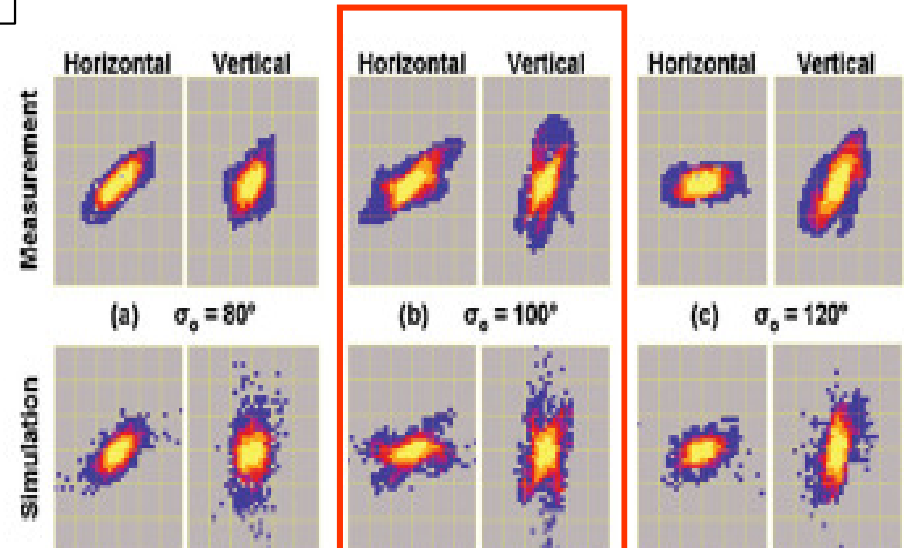 Horizontal Vertical Horizontal Vertical Horizontal Vertical
Measurement
(a) σo = 80° (b) σo = 100° (c) σo = 120°
Simulation